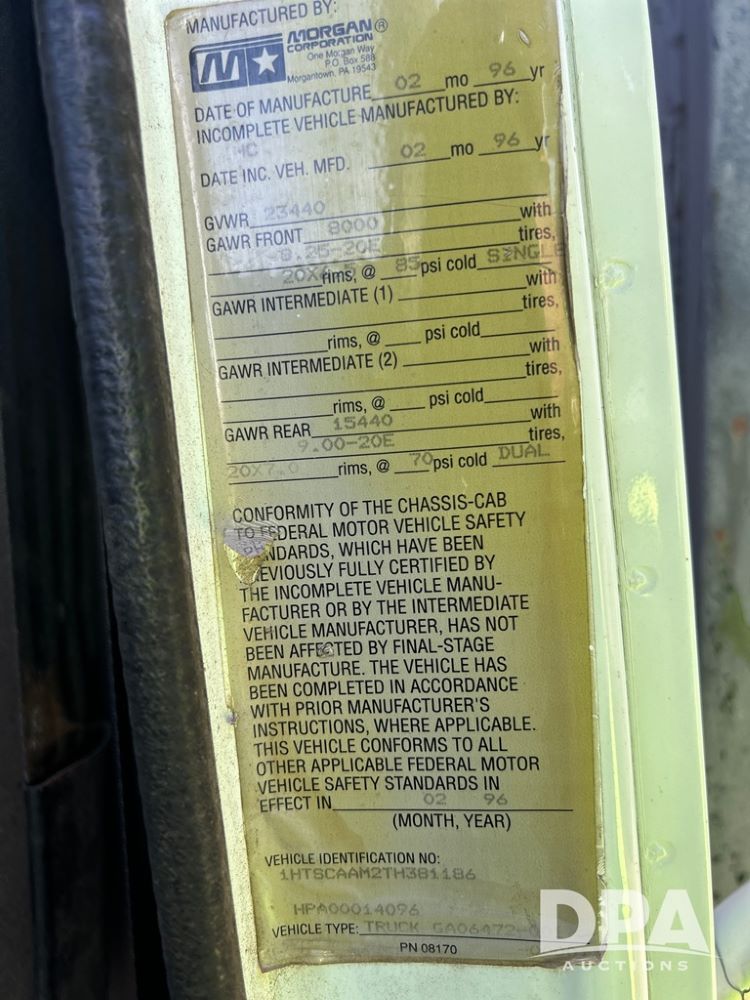 MANUFACTURED BY:
MORGAN®
CORPORATION
One Morgan Way
P.O. Box 588
Morgantown, PA 19543
DATE OF MANUFACTURE 02 mo 96 yr
INCOMPLETE VEHICLE MANUFACTURED BY:
DATE INC. VEH. MFD. 02 mo 96 yr
GVWR 23440
GAWR FRONT 8000 with
8.25-20E tires,
rims, @ 85 psi cold SINGLE
GAWR INTERMEDIATE (1) with
tires,
rims, @ psi cold
GAWR INTERMEDIATE (2) with
tires,
rims, @ psi cold
GAWR REAR 15440 with
9.00-20E tires,
20X7.0 rims, @ 70 psi cold DUAL
CONFORMITY OF THE CHASSIS-CAB
TO FEDERAL MOTOR VEHICLE SAFETY
STANDARDS, WHICH HAVE BEEN
PREVIOUSLY FULLY CERTIFIED BY
THE INCOMPLETE VEHICLE MANU-
FACTURER OR BY THE INTERMEDIATE
VEHICLE MANUFACTURER, HAS NOT
BEEN AFFECTED BY FINAL-STAGE
MANUFACTURE. THE VEHICLE HAS
BEEN COMPLETED IN ACCORDANCE
WITH PRIOR MANUFACTURER'S
INSTRUCTIONS, WHERE APPLICABLE.
THIS VEHICLE CONFORMS TO ALL
OTHER APPLICABLE FEDERAL MOTOR
VEHICLE SAFETY STANDARDS IN
EFFECT IN 02 96
(MONTH, YEAR)
VEHICLE IDENTIFICATION NO:
1HTSCAAM2TH381186
HPA00014096
VEHICLE TYPE: TRUCK GA06472-
PN 08170
DPA
AUCTIONS